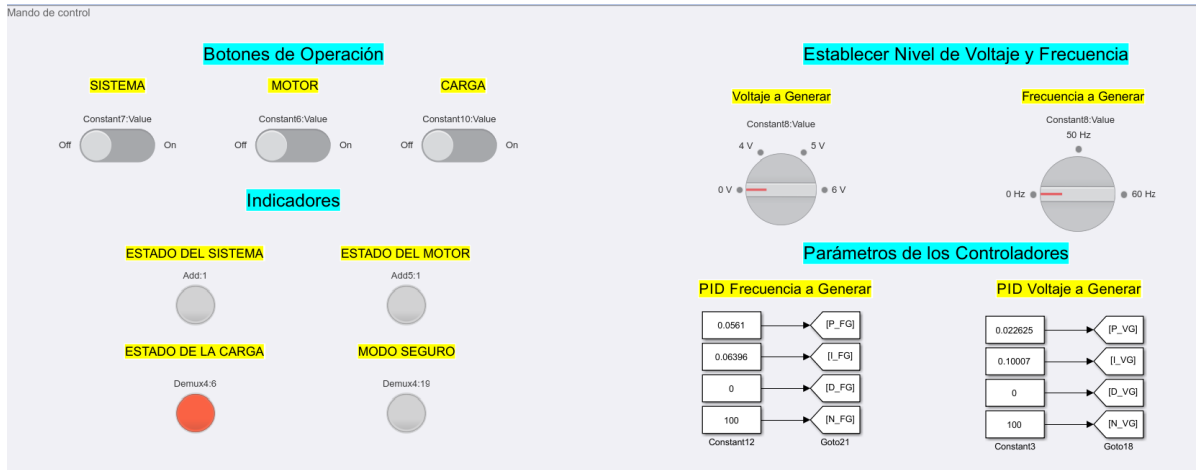 Mando de control
Botones de Operación
SISTEMA
MOTOR
CARGA
Constant7:Value
Constant6:Value
Constant10:Value
Off
On
Off
On
Off
On
Indicadores
ESTADO DEL SISTEMA
ESTADO DEL MOTOR
Add:1
Add5:1
ESTADO DE LA CARGA
MODO SEGURO
Demux4:6
Demux4:19
Establecer Nivel de Voltaje y Frecuencia
Voltaje a Generar
Constant8:Value
4 V
5 V
0 V
6 V
Frecuencia a Generar
Constant8:Value
50 Hz
0 Hz
60 Hz
Parámetros de los Controladores
PID Frecuencia a Generar
0.0561
[P_FG]
0.06396
[I_FG]
0
[D_FG]
100
[N_FG]
Constant12
Goto21
PID Voltaje a Generar
0.022625
[P_VG]
0.10007
[I_VG]
0
[D_VG]
100
[N_VG]
Constant3
Goto18